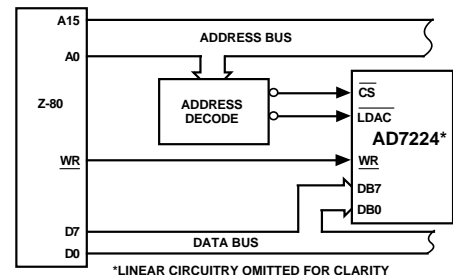 A15
ADDRESS BUS
A0
Z-80
ADDRESS
DECODE
CS
LDAC
AD7224*
WR
WR
DB7
DB0
D7
DATA BUS
D0
*LINEAR CIRCUITRY OMITTED FOR CLARITY